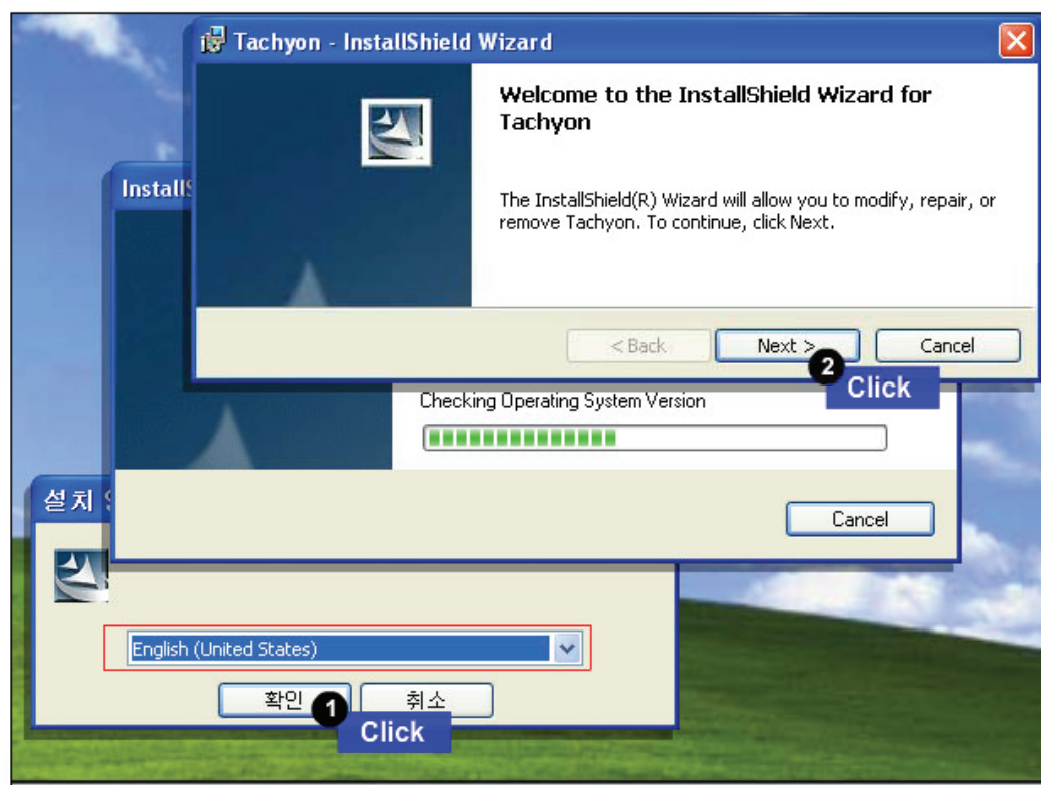 Tachyon - InstallShield Wizard
Welcome to the InstallShield Wizard for
Tachyon
The InstallShield(R) Wizard will allow you to modify, repair, or
remove Tachyon. To continue, click Next.
< Back
Next >
Cancel
2
Click
InstallS
Checking Operating System Version
Cancel
설치
English (United States)
확인
취소
1
Click